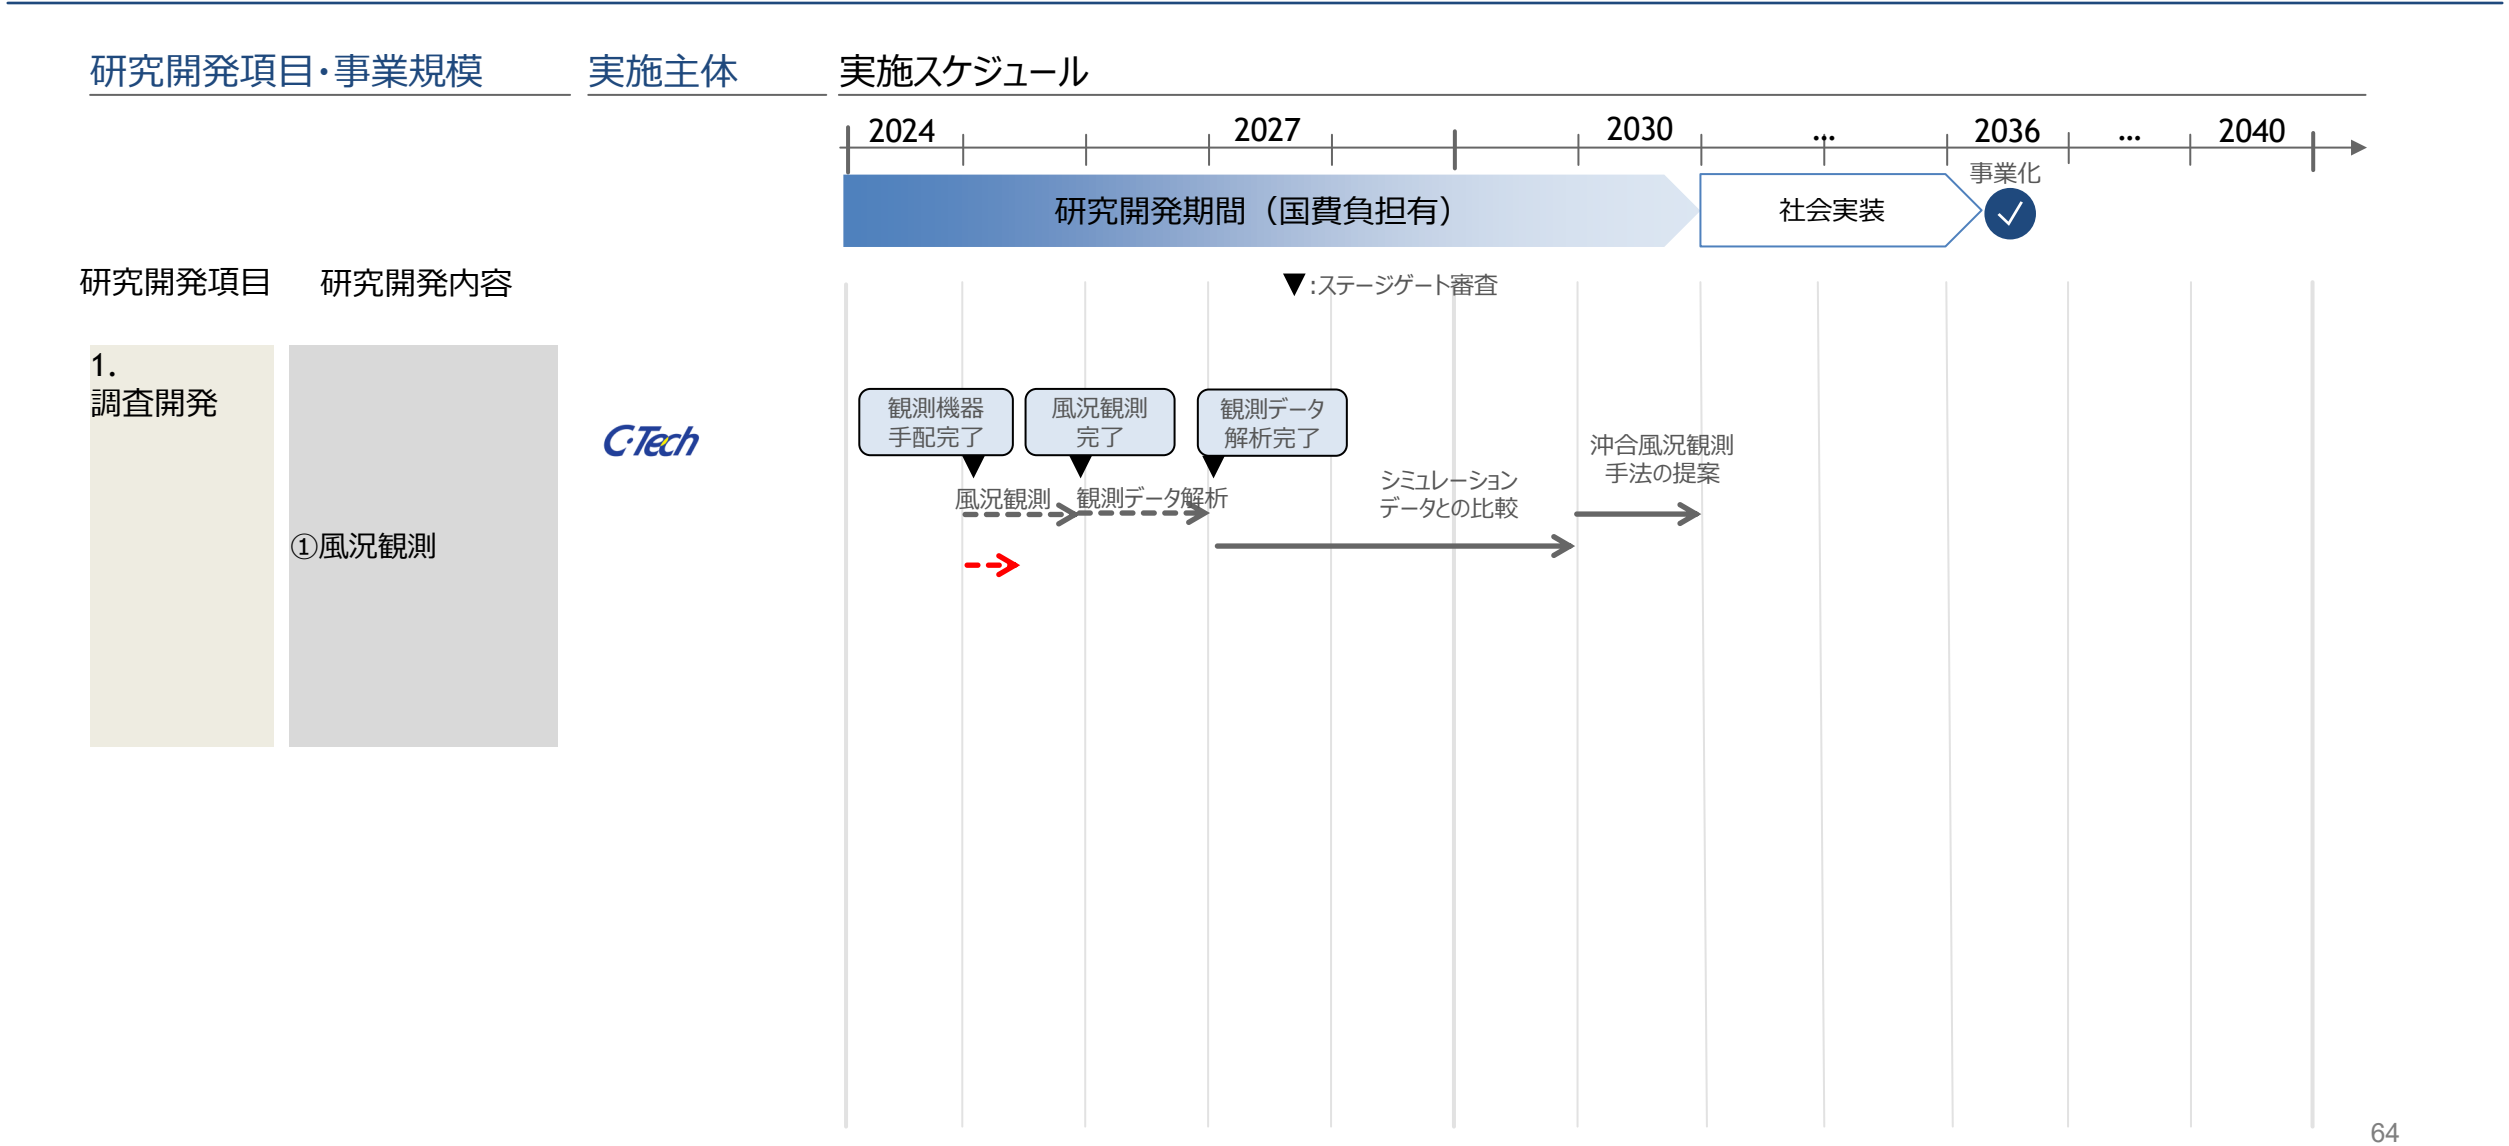 研究開発項目・事業規模
実施主体
実施スケジュール
2024
2027
2030
…
2036
…
2040
事業化
研究開発期間（国費負担有）
社会実装
研究開発項目
研究開発内容
▼:ステージゲート審査
1.
調査開発
①風況観測
C-Tech
観測機器
手配完了
風況観測
完了
観測データ
解析完了
風況観測
観測データ解析
シミュレーション
データとの比較
沖合風況観測
手法の提案
64